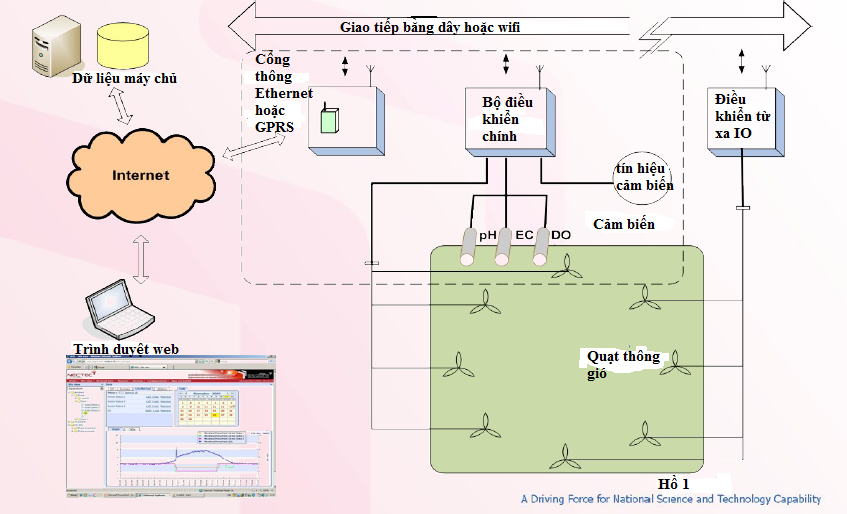 Giao tiếp bằng dây hoặc wifi
Dữ liệu máy chủ
Cổng
thông
Ethernet
hoặc
GPRS
Bộ điều
khiển
chính
Điều
khiển từ
xa IO
Internet
tín hiệu
cảm biến
pH
EC
DO
Cảm biến
Trình duyệt web
NECTEC
Quạt thông
gió
Hồ 1
A Driving Force for National Science and Technology Capability